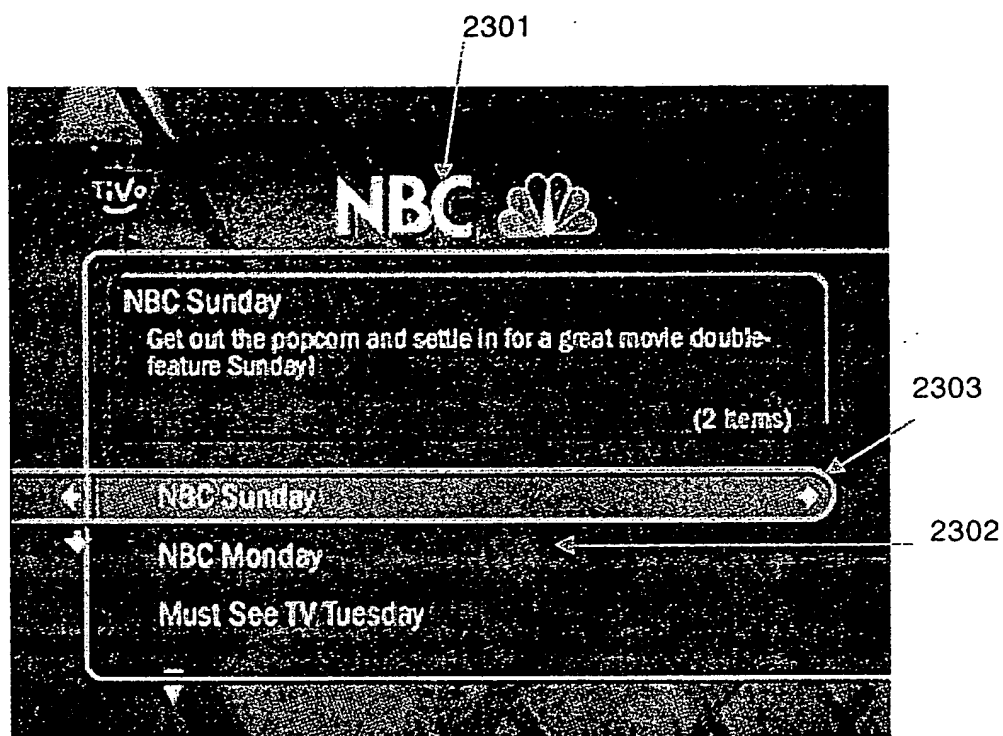 2301
TiVo
NBC
NBC Sunday
Get out the popcorn and settle in for a great movie double-
feature Sunday!
(2 items)
2303
NBC Sunday
2302
NBC Monday
Must See TV Tuesday